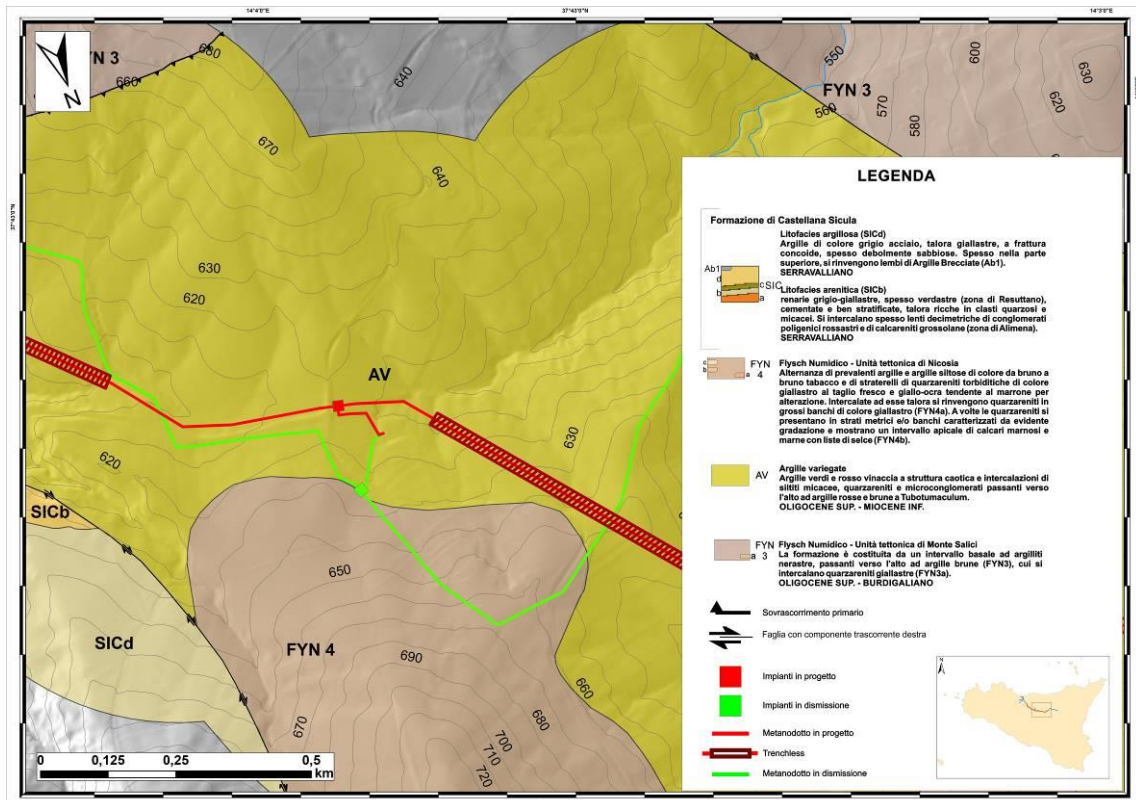 14°4'0"E
37°43'0"N
14°3'0"E
N 3
680
660
640
670
640
630
620
N
550
FYN 3
560
570
580
600
630
620
AV
630
620
SICb
SICd
650
FYN 4
690
660
670
680
700
710
720
0 0,125 0,25 0,5
km
LEGENDA
Formazione di Castellana Sicula
Litofacies argillosa (SICd)
Argille di colore grigio acciaio, talora giallastre, a frattura
concoide, spesso debolmente sabbiose. Spesso nella parte
superiore, si rinvengono lembi di Argille Brecciate (Ab1).
SERRAVALLIANO
Ab1
d
c
SIC
b
a
Litofacies arenitica (SICb)
renarie grigio-giallastre, spesso verdastre (zona di Resuttano),
cementate e ben stratificate, talora ricche in clasti quarzosi e
micacei. Si intercalano spesso lenti decimetriche di conglomerati
poligenici rossastri e di calcareniti grossolane (zona di Alimena).
SERRAVALLIANO
c
b
a
FYN
4
Flysch Numidico - Unità tettonica di Nicosia
Alternanza di prevalenti argille e argille siltose di colore da bruno a
bruno tabacco e di straterelli di quarzareniti torbiditiche di colore
giallastro al taglio fresco e giallo-ocra tendente al marrone per
alterazione. Intercalate ad esse talora si rinvengono quarzareniti in
grossi banchi di colore giallastro (FYN4a). A volte le quarzareniti si
presentano in strati metrici e/o banchi caratterizzati da evidente
gradazione e mostrano un intervallo apicale di calcari marnosi e
marne con liste di selce (FYN4b).
AV
Argille variegate
Argille verdi e rosso vinaccia a struttura caotica e intercalazioni di
siltiti micacee, quarzareniti e microconglomerati passanti verso
l'alto ad argille rosse e brune a Tubotumaculum.
OLIGOCENE SUP. - MIOCENE INF.
FYN
a 3
Flysch Numidico - Unità tettonica di Monte Salici
La formazione è costituita da un intervallo basale ad argilliti
nerastre, passanti verso l'alto ad argille brune (FYN3), cui si
intercalano quarzareniti giallastre (FYN3a).
OLIGOCENE SUP. - BURDIGALIANO
Sovrascorrimento primario
Faglia con componente trascorrente destra
Impianti in progetto
Impianti in dismissione
Metanodotto in progetto
Trenchless
Metanodotto in dismissione
N